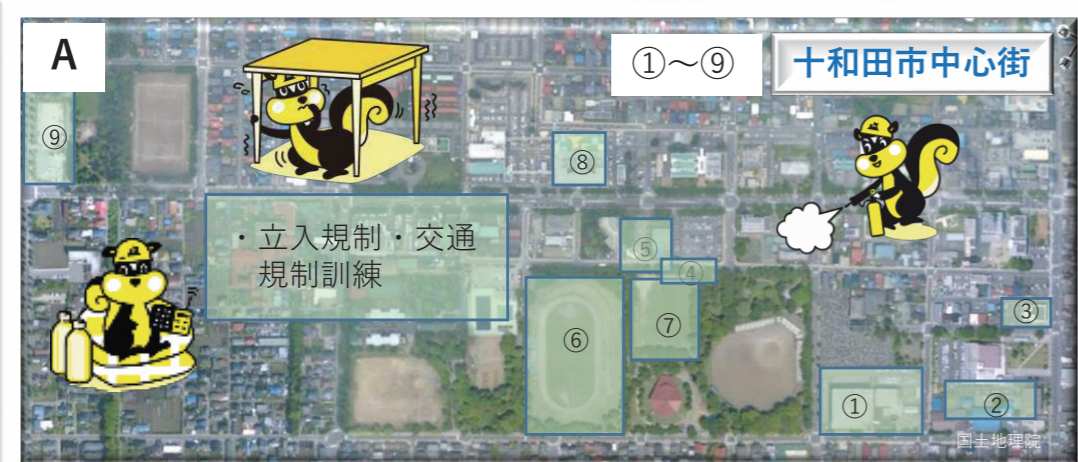 A
①～⑨
十和田市中心街
⑨
⑧
・立入規制・交通
規制訓練
⑤
④
③
⑥
⑦
①
②
国土地理院